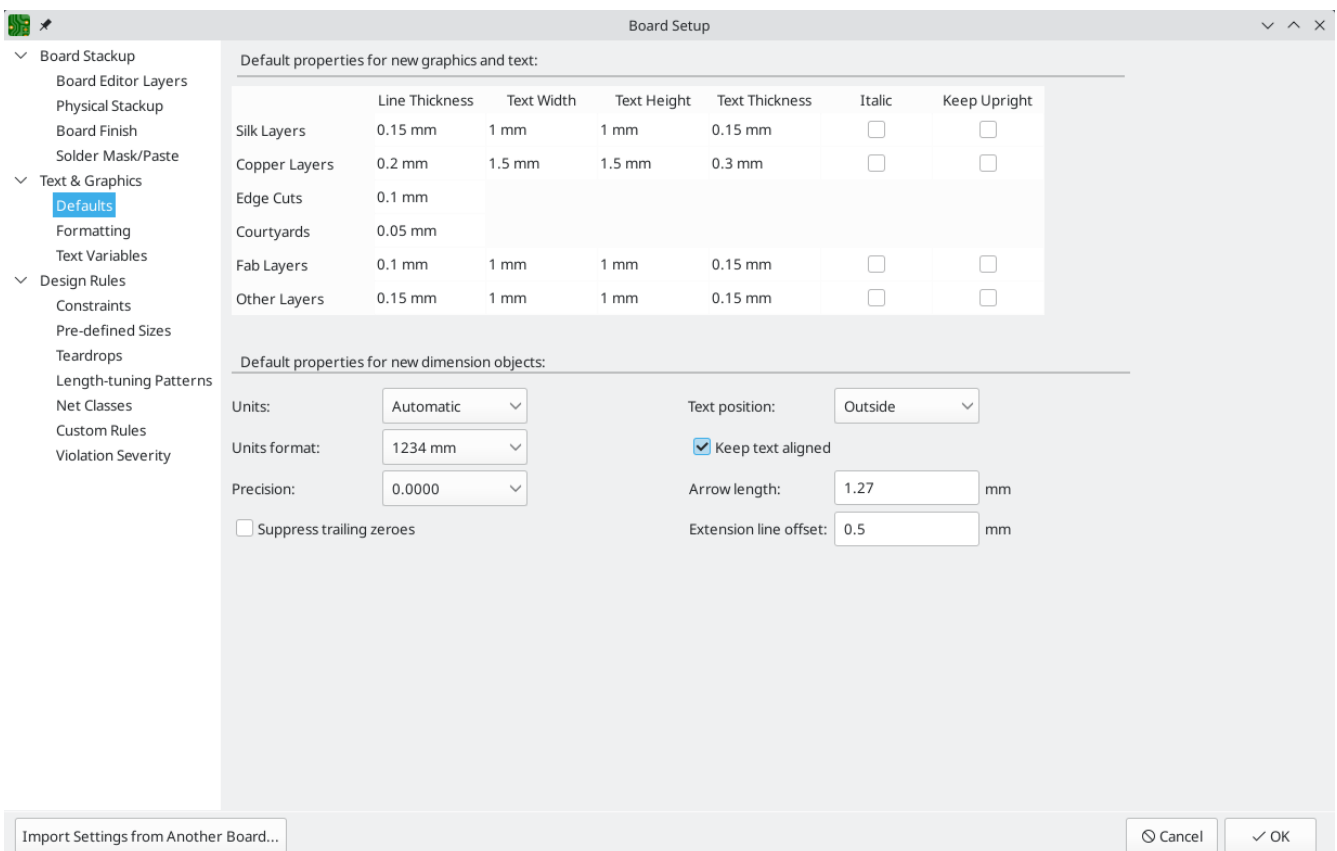 Board Setup
Board Stackup
Board Editor Layers
Physical Stackup
Board Finish
Solder Mask/Paste
Text & Graphics
Defaults
Formatting
Text Variables
Design Rules
Constraints
Pre-defined Sizes
Teardrops
Length-tuning Patterns
Net Classes
Custom Rules
Violation Severity
Default properties for new graphics and text:
Line Thickness Text Width Text Height Text Thickness Italic Keep Upright
Silk Layers 0.15 mm 1 mm 1 mm 0.15 mm
Copper Layers 0.2 mm 1.5 mm 1.5 mm 0.3 mm
Edge Cuts 0.1 mm
Courtyards 0.05 mm
Fab Layers 0.1 mm 1 mm 1 mm 0.15 mm
Other Layers 0.15 mm 1 mm 1 mm 0.15 mm
Default properties for new dimension objects:
Units: Automatic Text position: Outside
Units format: 1234 mm Keep text aligned
Precision: 0.0000 Arrow length: 1.27 mm
Suppress trailing zeroes Extension line offset: 0.5 mm
Import Settings from Another Board... Cancel OK